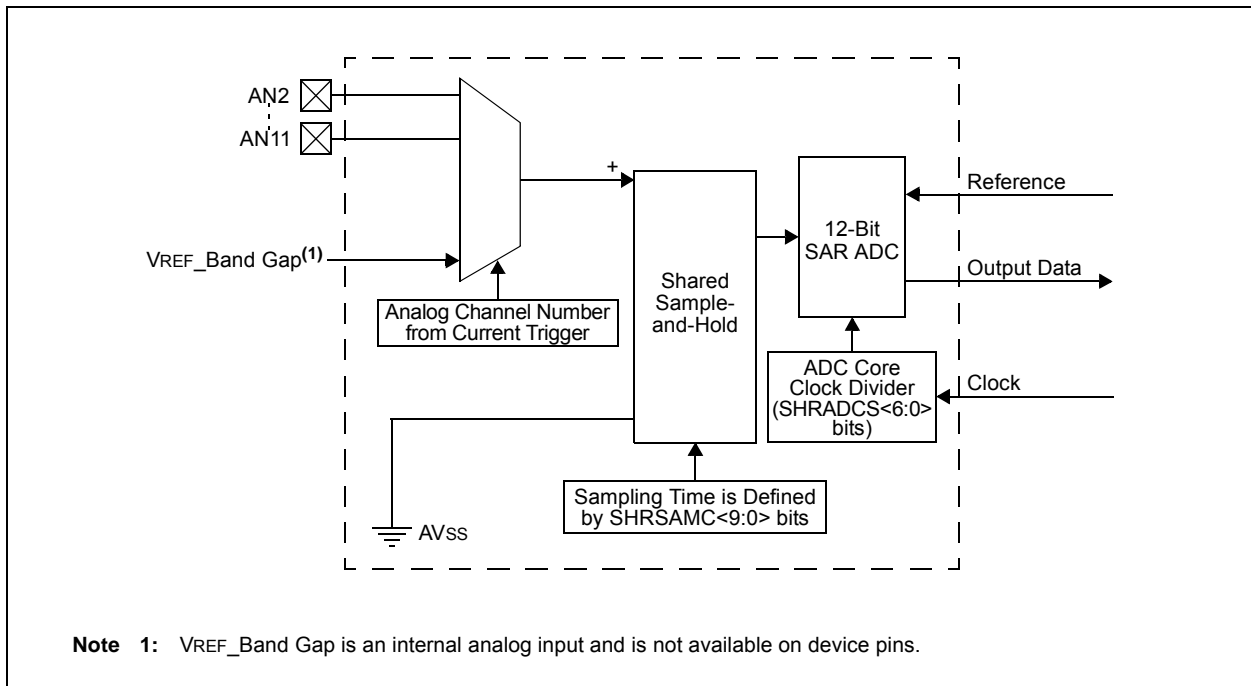 AN2
AN11
VREF_Band Gap(1)
Analog Channel Number
from Current Trigger
+
Shared
Sample-
and-Hold
12-Bit
SAR ADC
Reference
Output Data
ADC Core
Clock Divider
(SHRADCS<6:0>
bits)
Clock
Sampling Time is Defined
by SHRSAMC<9:0> bits
AVSS
Note 1: VREF_Band Gap is an internal analog input and is not available on device pins.